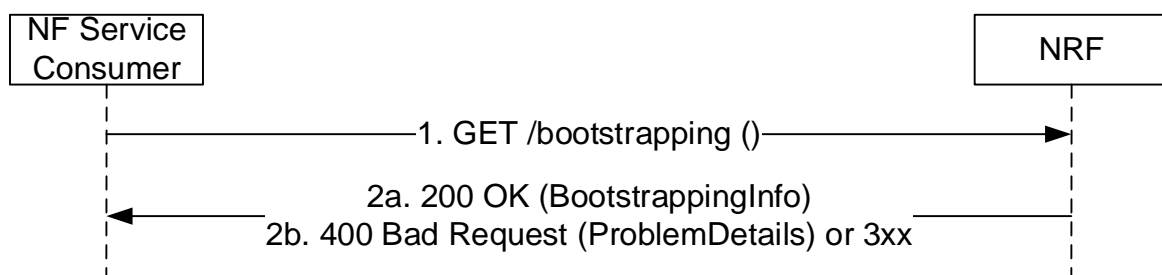 NF Service
Consumer
NRF
1. GET /bootstrapping ()
2a. 200 OK (BootstrappingInfo)
2b. 400 Bad Request (ProblemDetails) or 3xx